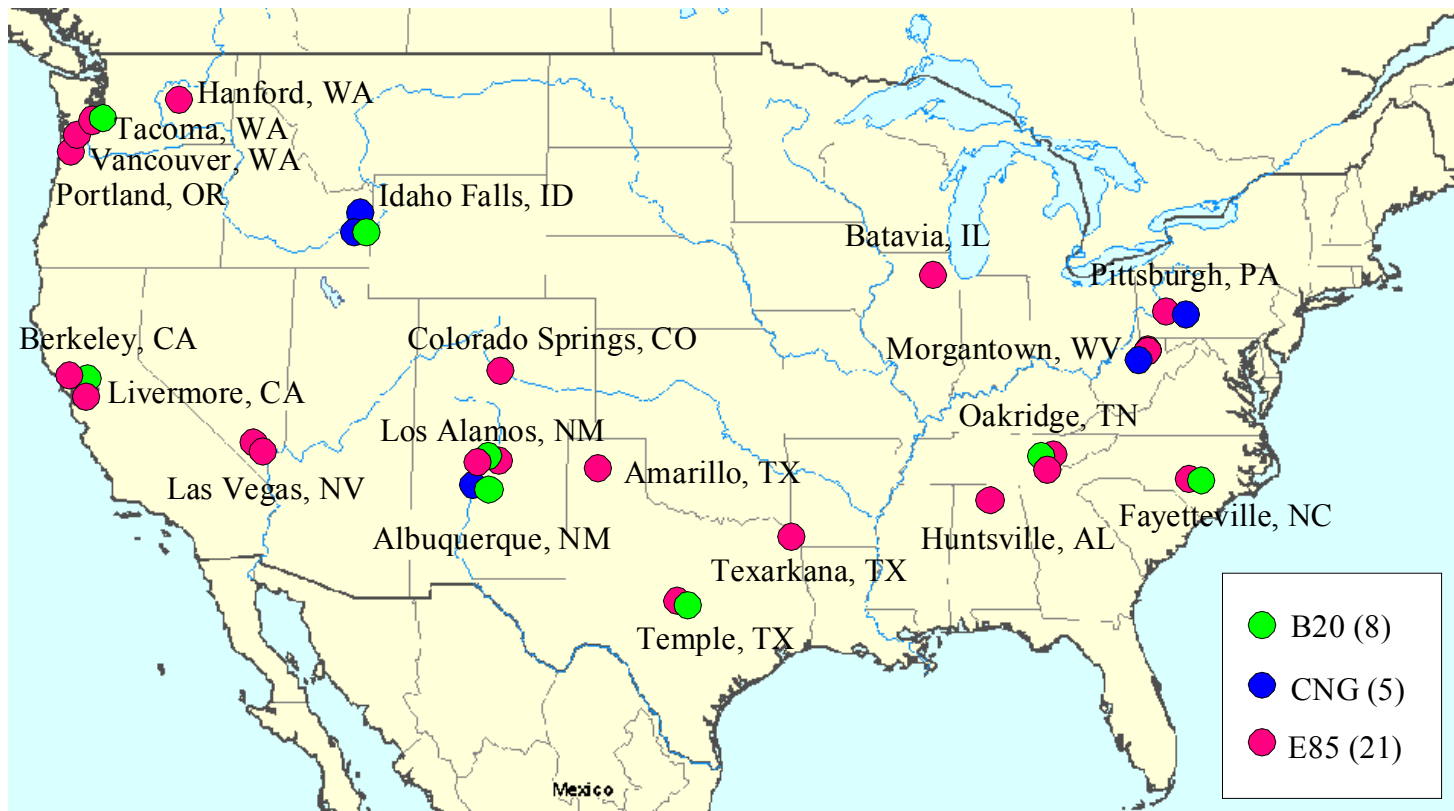 Hanford, WA
Tacoma, WA
Vancouver, WA
Portland, OR
Idaho Falls, ID
Batavia, IL
Pittsburgh, PA
Berkeley, CA
Colorado Springs, CO
Morgantown, WV
Livermore, CA
Los Alamos, NM
Oakridge, TN
Amarillo, TX
Las Vegas, NV
Albuquerque, NM
Huntsville, AL
Fayetteville, NC
Texarkana, TX
Temple, TX
Mexico
B20 (8)
CNG (5)
E85 (21)